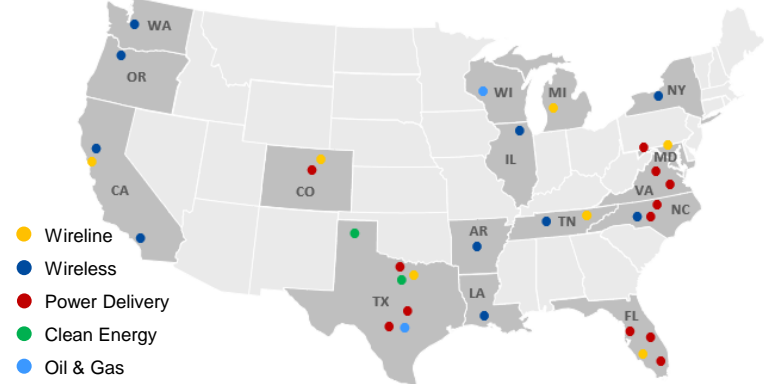 WA
OR
WI
MI
NY
IL
MD
CA
CO
VA
NC
TN
AR
Wireline
Wireless
LA
TX
Power Delivery
FL
Clean Energy
Oil & Gas